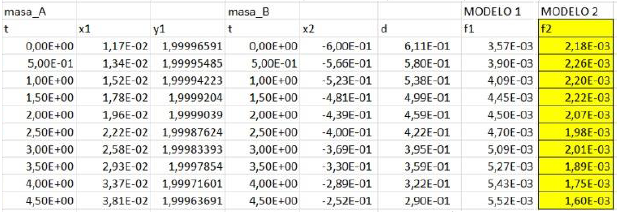 masa_A masa_B MODELO 1 MODELO 2
t x1 y1 t x2 d f1 f2
0,00E+00 1,17E-02 1,99996591 0,00E+00 -6,00E-01 6,11E-01 3,57E-03 2,18E-03
5,00E-01 1,34E-02 1,99995485 5,00E-01 -5,66E-01 5,80E-01 3,90E-03 2,26E-03
1,00E+00 1,52E-02 1,99994223 1,00E+00 -5,23E-01 5,38E-01 4,09E-03 2,20E-03
1,50E+00 1,78E-02 1,9999204 1,50E+00 -4,81E-01 4,99E-01 4,45E-03 2,22E-03
2,00E+00 1,96E-02 1,9999039 2,00E+00 -4,39E-01 4,59E-01 4,50E-03 2,07E-03
2,50E+00 2,22E-02 1,99987624 2,50E+00 -4,00E-01 4,22E-01 4,70E-03 1,98E-03
3,00E+00 2,58E-02 1,99983393 3,00E+00 -3,69E-01 3,95E-01 5,09E-03 2,01E-03
3,50E+00 2,93E-02 1,9997854 3,50E+00 -3,30E-01 3,59E-01 5,27E-03 1,89E-03
4,00E+00 3,37E-02 1,99971601 4,00E+00 -2,89E-01 3,22E-01 5,43E-03 1,75E-03
4,50E+00 3,81E-02 1,99963691 4,50E+00 -2,52E-01 2,90E-01 5,52E-03 1,60E-03